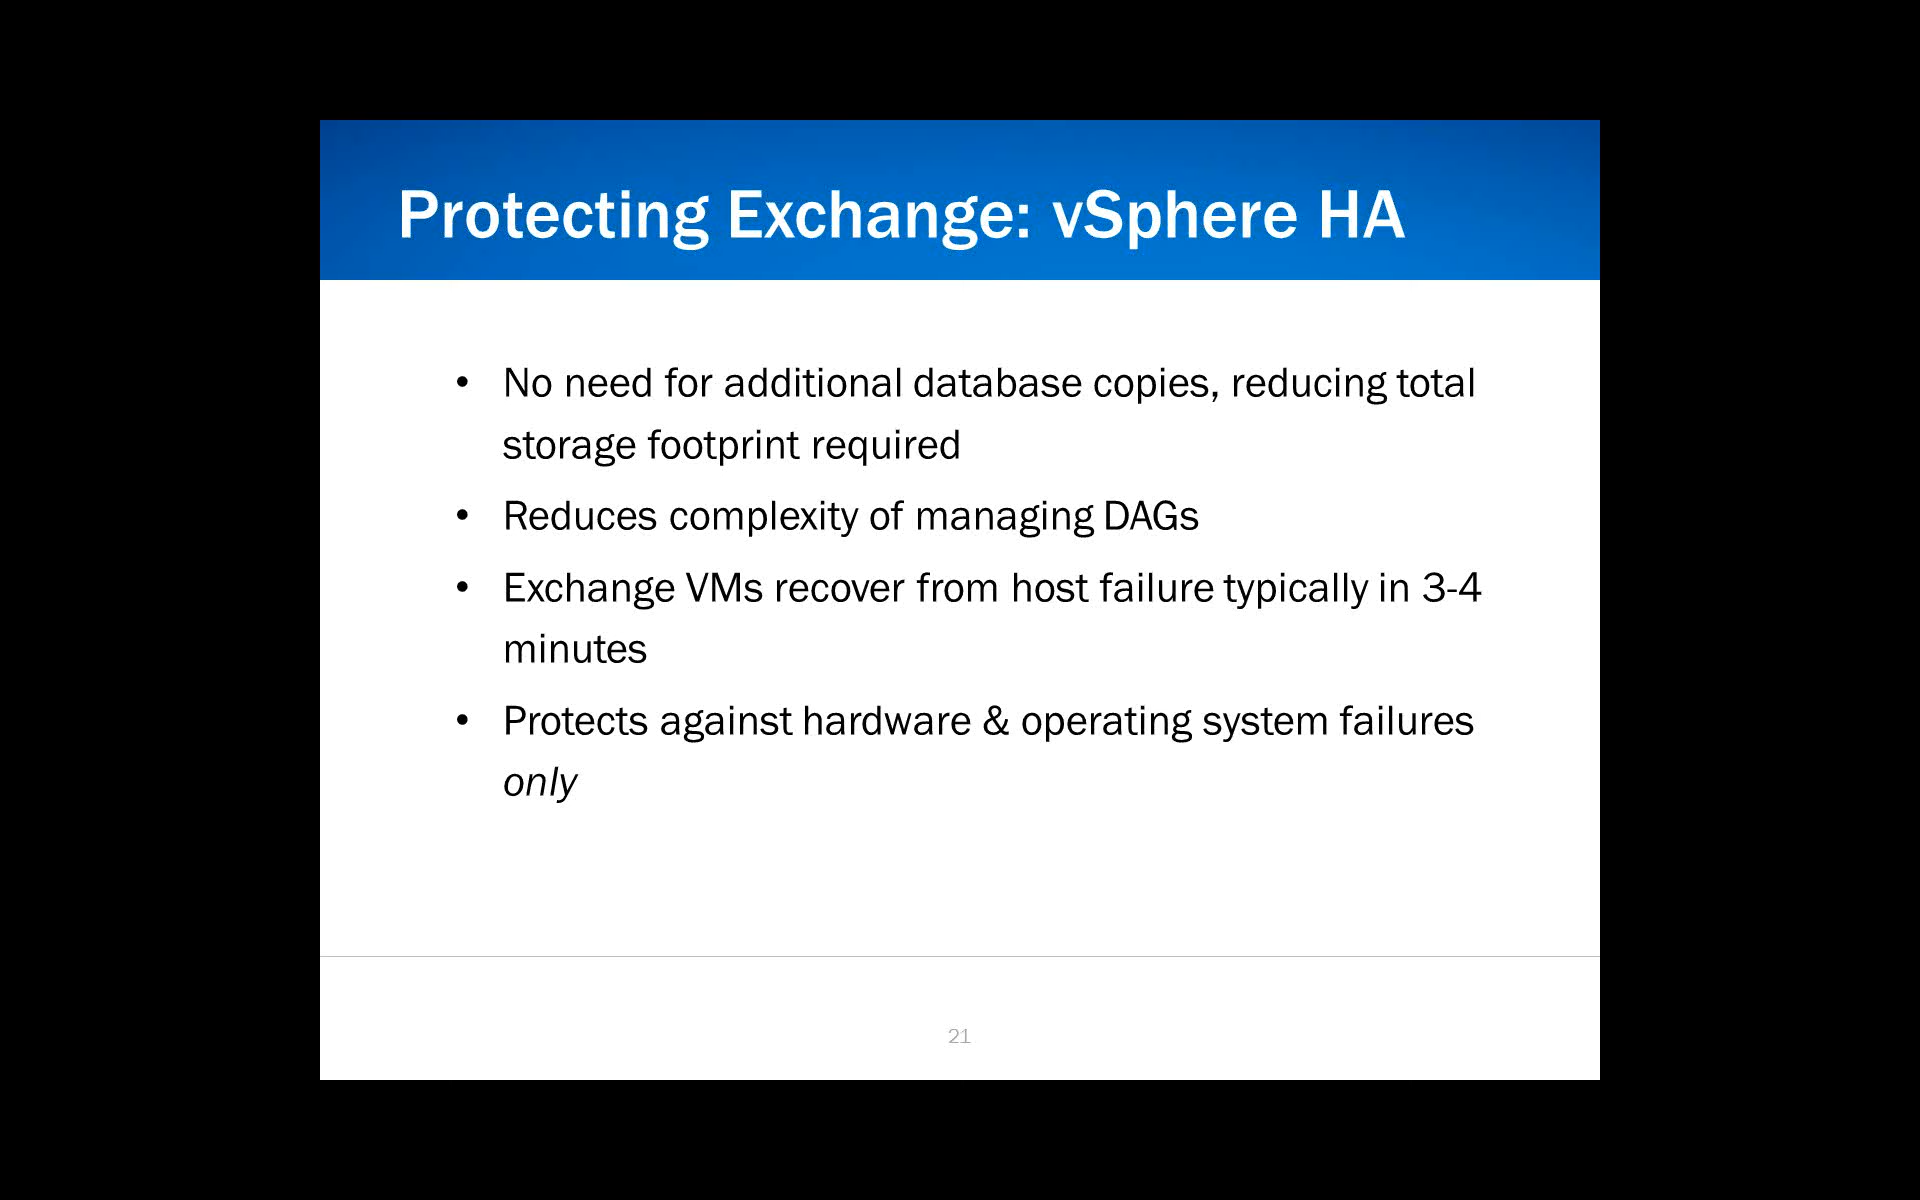 Protecting Exchange: vSphere HA
• No need for additional database copies, reducing total
storage footprint required
• Reduces complexity of managing DAGs
• Exchange VMs recover from host failure typically in 3-4
minutes
• Protects against hardware & operating system failures
only
21